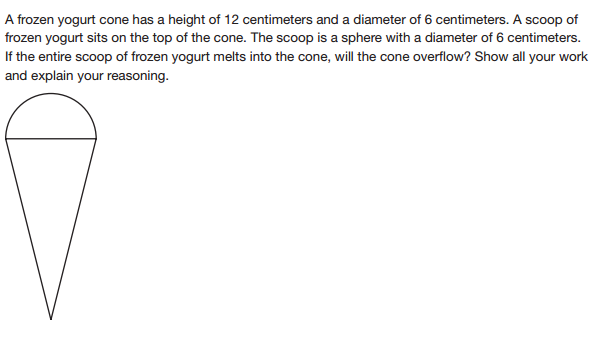 A frozen yogurt cone has a height of 12 centimeters and a diameter of 6 centimeters. A scoop of
frozen yogurt sits on the top of the cone. The scoop is a sphere with a diameter of 6 centimeters.
If the entire scoop of frozen yogurt melts into the cone, will the cone overflow? Show all your work
and explain your reasoning.